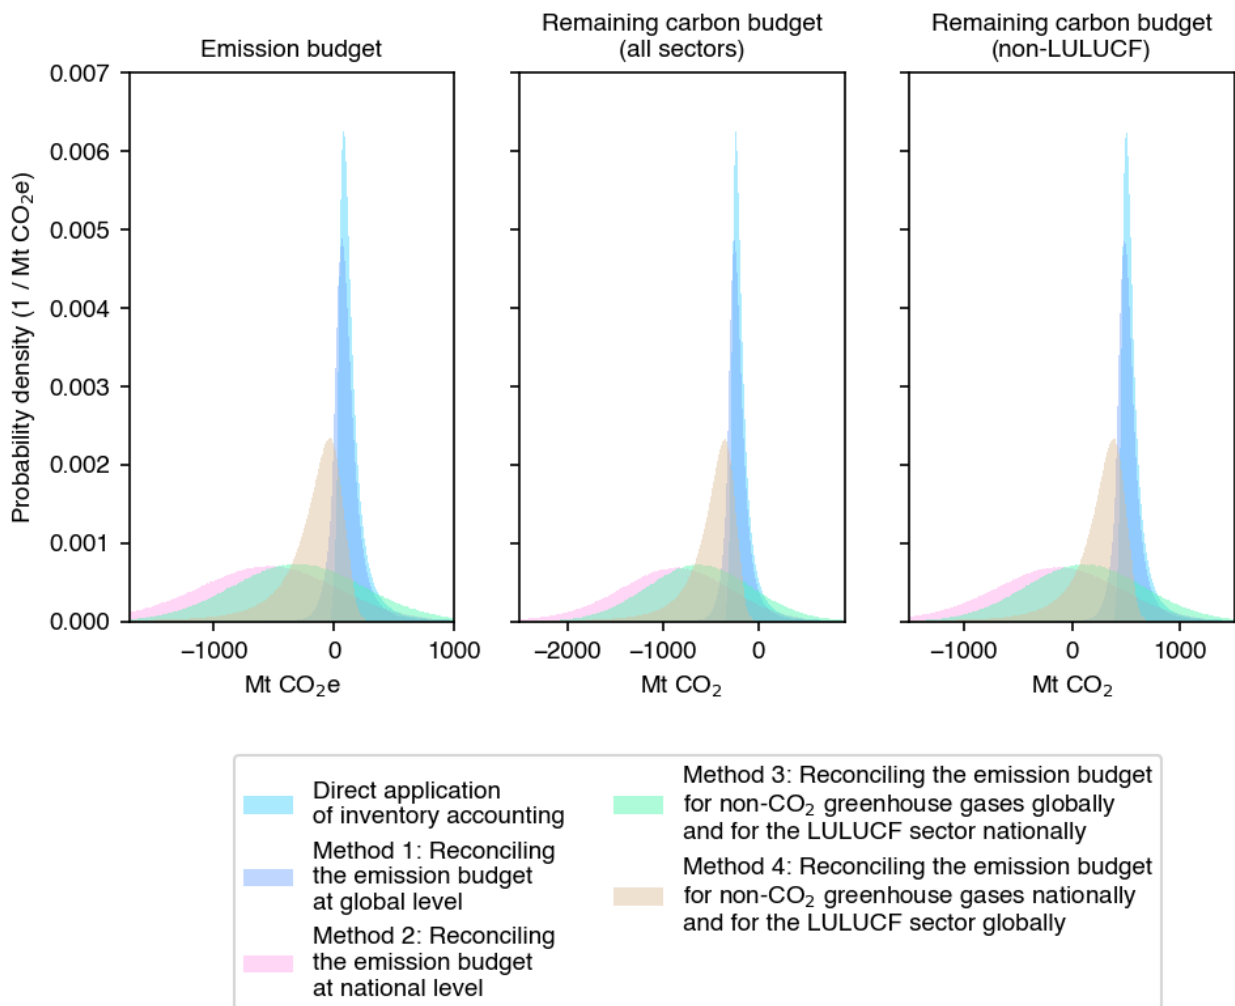 Emission budget
Remaining carbon budget
(all sectors)
Remaining carbon budget
(non-LULUCF)
Probability density (1 / Mt CO₂e)
0.007
0.006
0.005
0.004
0.003
0.002
0.001
0.000
−1000 0 1000
Mt CO₂e
−2000 −1000 0
Mt CO₂
−1000 0 1000
Mt CO₂
Direct application
of inventory accounting
Method 1: Reconciling
the emission budget
at global level
Method 2: Reconciling
the emission budget
at national level
Method 3: Reconciling the emission budget
for non-CO₂ greenhouse gases globally
and for the LULUCF sector nationally
Method 4: Reconciling the emission budget
for non-CO₂ greenhouse gases nationally
and for the LULUCF sector globally